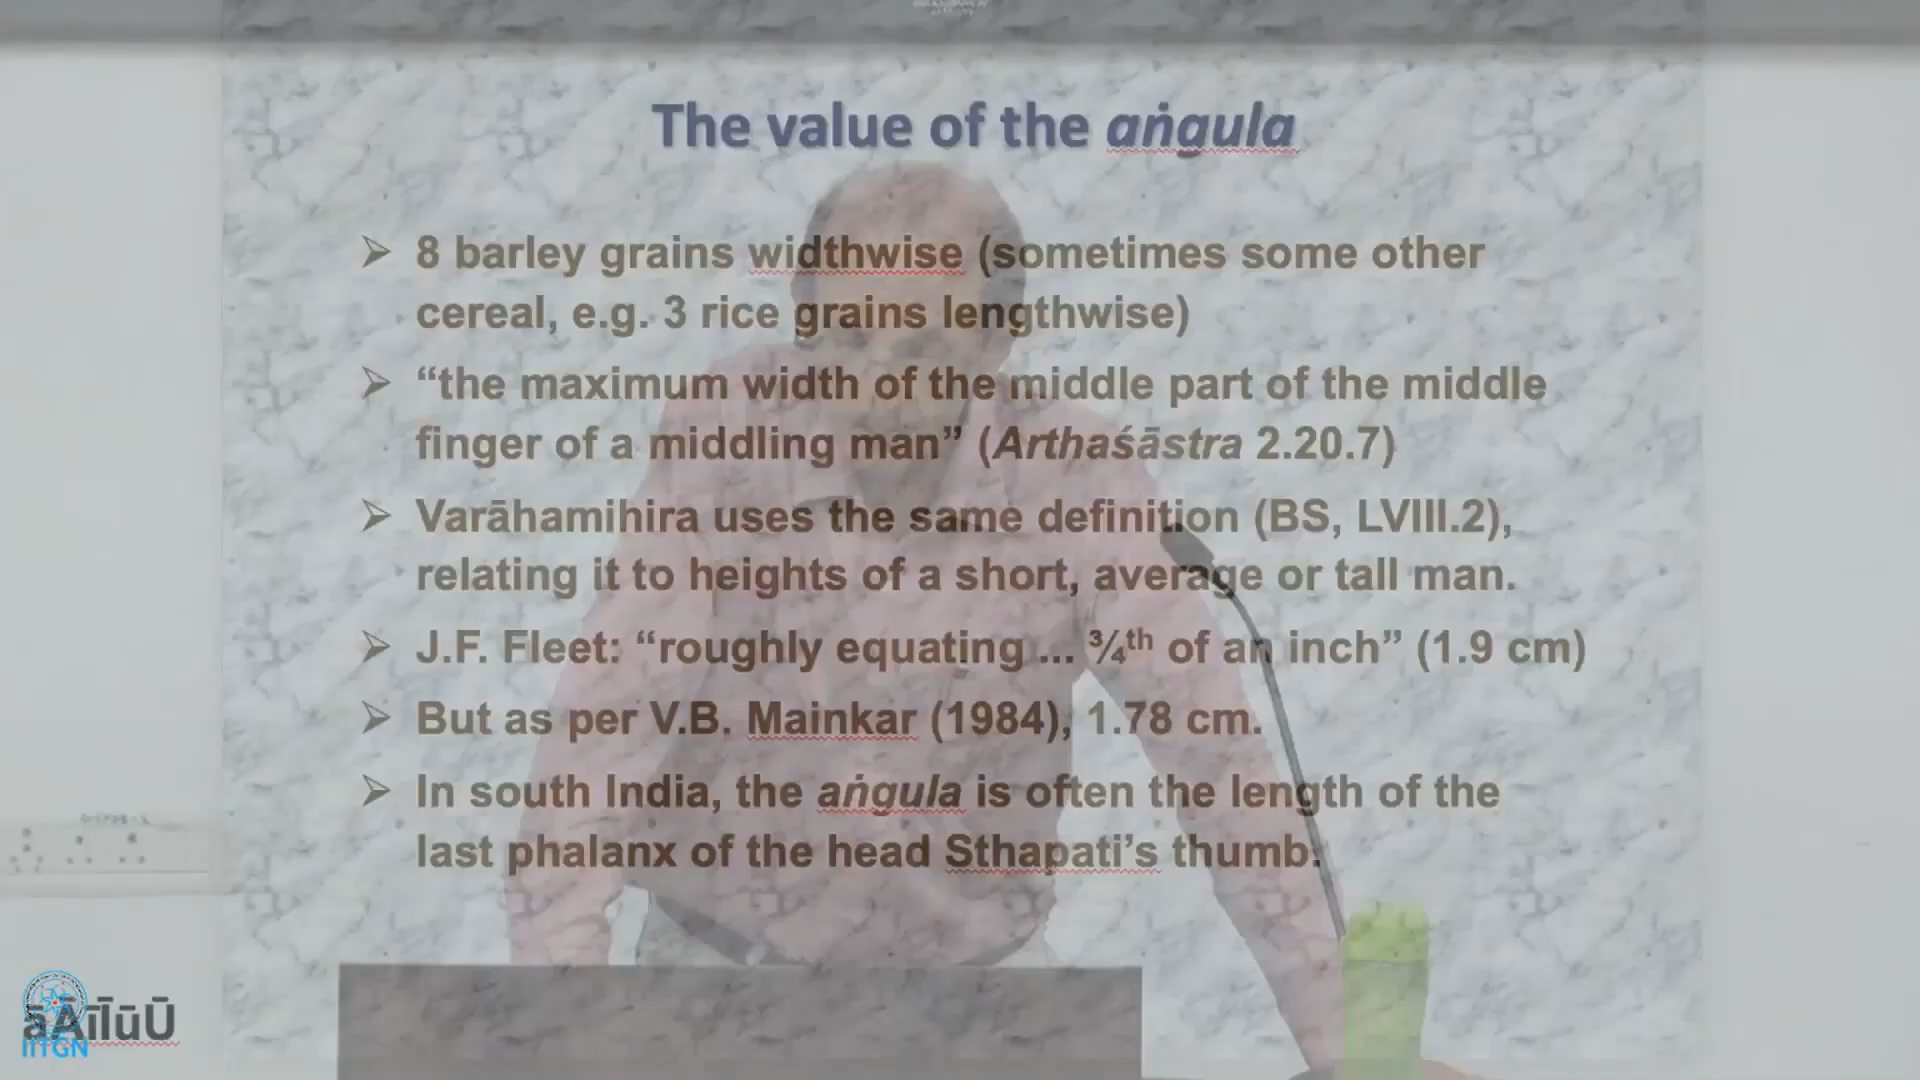 The value of the aṅgula
➢ 8 barley grains widthwise (sometimes some other
cereal, e.g. 3 rice grains lengthwise)
➢ “the maximum width of the middle part of the middle
finger of a middling man” (Arthaśāstra 2.20.7)
➢ Varāhamihira uses the same definition (BS, LVIII.2),
relating it to heights of a short, average or tall man.
➢ J.F. Fleet: “roughly equating ... ¾th of an inch” (1.9 cm)
➢ But as per V.B. Mainkar (1984), 1.78 cm.
➢ In south India, the aṅgula is often the length of the
last phalanx of the head Sthapati’s thumb.
āĀīĪūŪ
IITGN